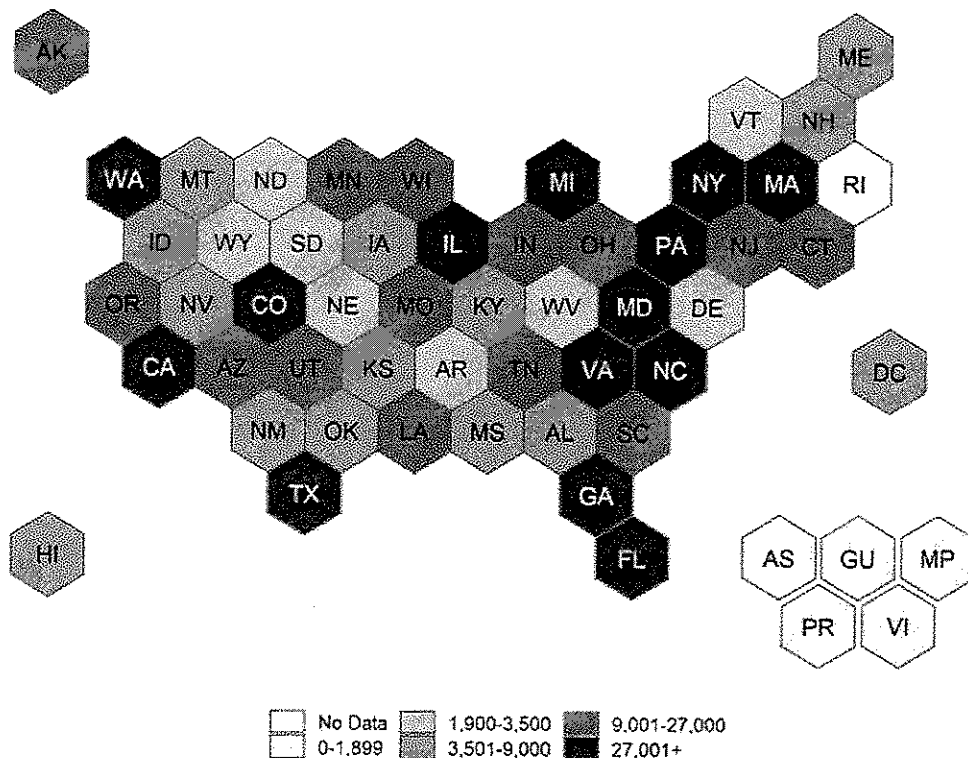 AK
ME
VT NH
WA MT ND MN WI MI NY MA RI
ID WY SD IA IL IN OH PA NJ CT
OR NV CO NE MO KY WV MD DE
CA AZ UT KS AR TN VA NC DC
NM OK LA MS AL SC
TX GA
HI FL AS GU MP
PR VI
No Data 1,900-3,500 9,001-27,000
0-1,899 3,501-9,000 27,001+